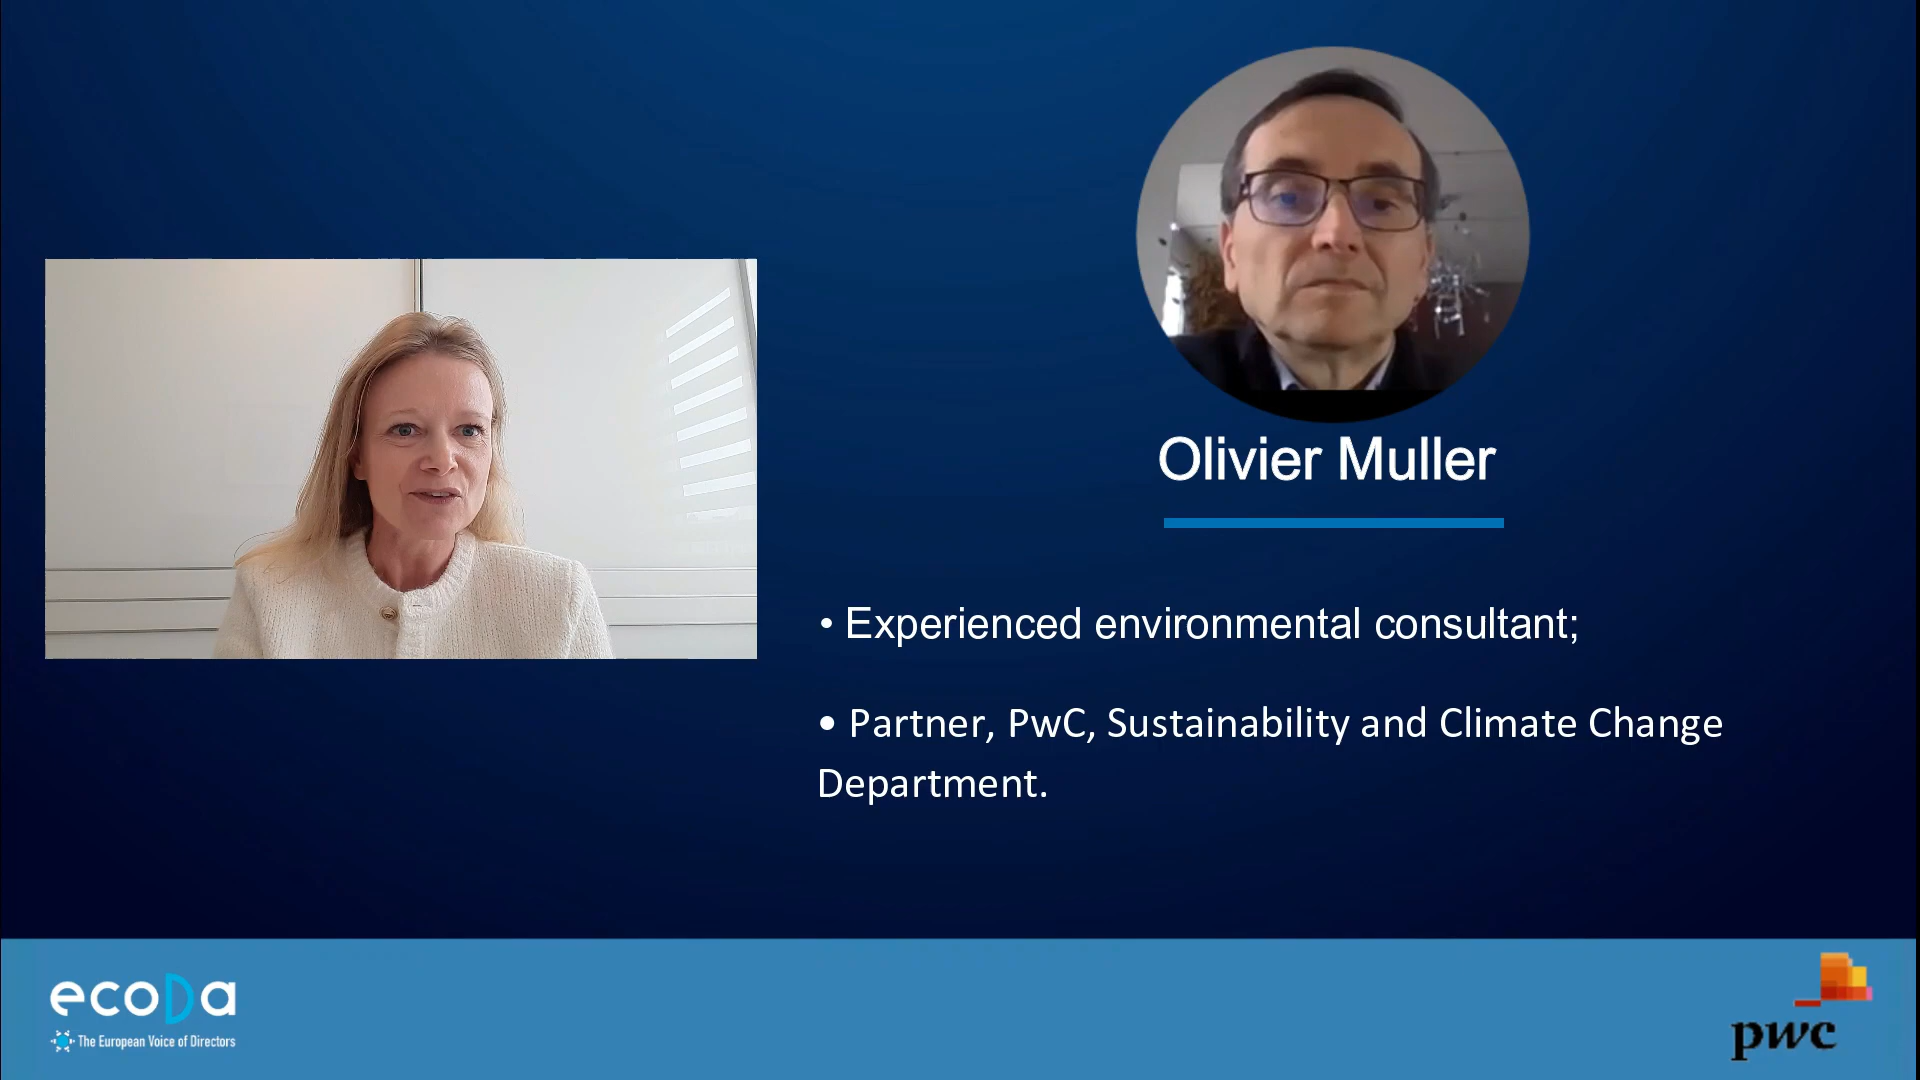 Olivier Muller
• Experienced environmental consultant;
• Partner, PwC, Sustainability and Climate Change
Department.
ecoDa
The European Voice of Directors
pwc